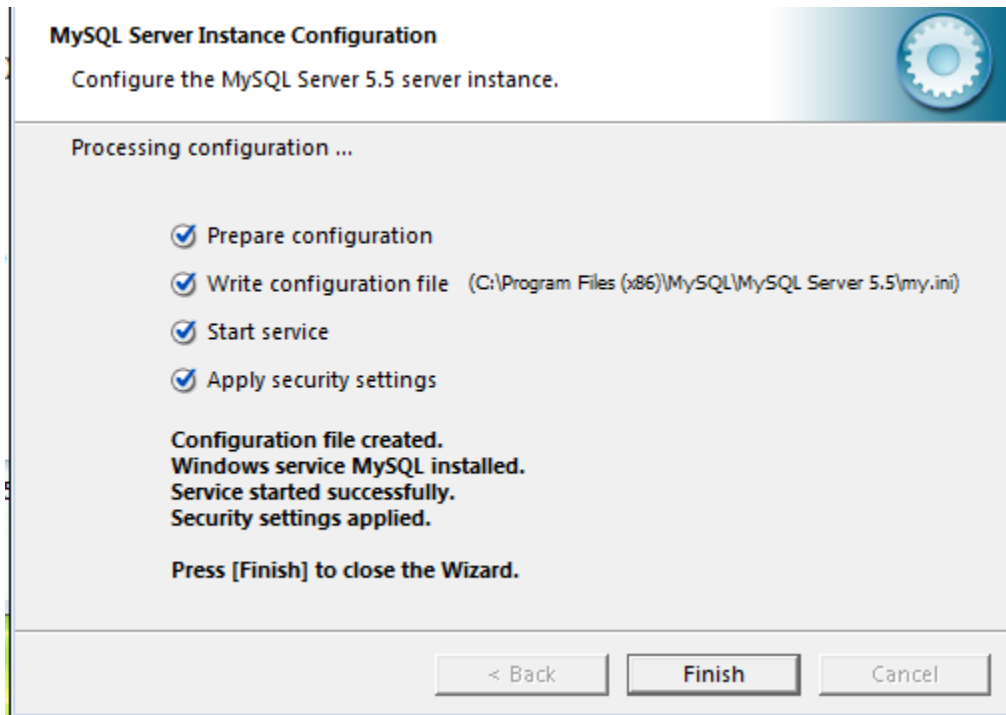 MySQL Server Instance Configuration
Configure the MySQL Server 5.5 server instance.
Processing configuration ...
Prepare configuration
Write configuration file (C:\Program Files (x86)\MySQL\MySQL Server 5.5\my.ini)
Start service
Apply security settings
Configuration file created.
Windows service MySQL installed.
Service started successfully.
Security settings applied.
Press [Finish] to close the Wizard.
< Back Finish Cancel